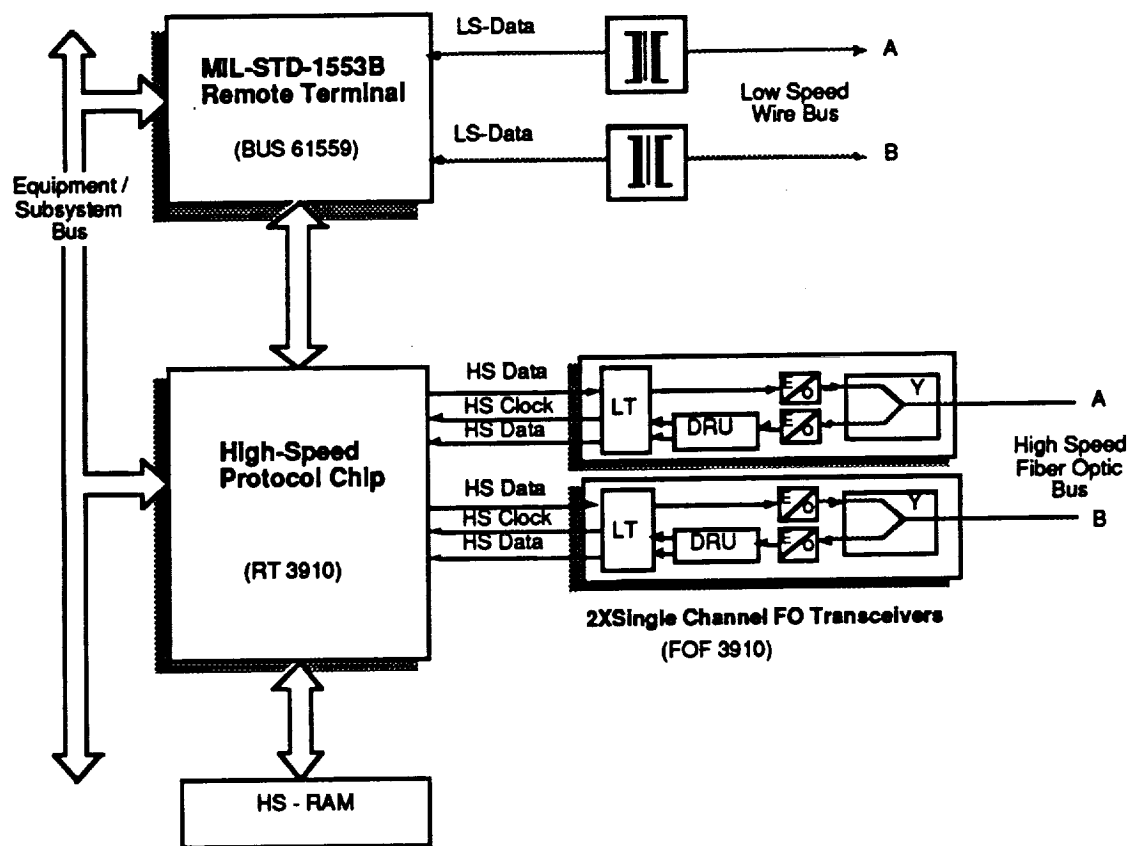 LS-Data
A
MIL-STD-1553B
Remote Terminal
(BUS 61559)
Low Speed
Wire Bus
LS-Data
B
Equipment /
Subsystem
Bus
HS Data
HS Clock
HS Data
LT
DRU
E
O
E
O
Y
A
High-Speed
Protocol Chip
(RT 3910)
High Speed
Fiber Optic
Bus
HS Data
HS Clock
HS Data
LT
DRU
E
O
E
O
Y
B
2XSingle Channel FO Transceivers
(FOF 3910)
HS - RAM